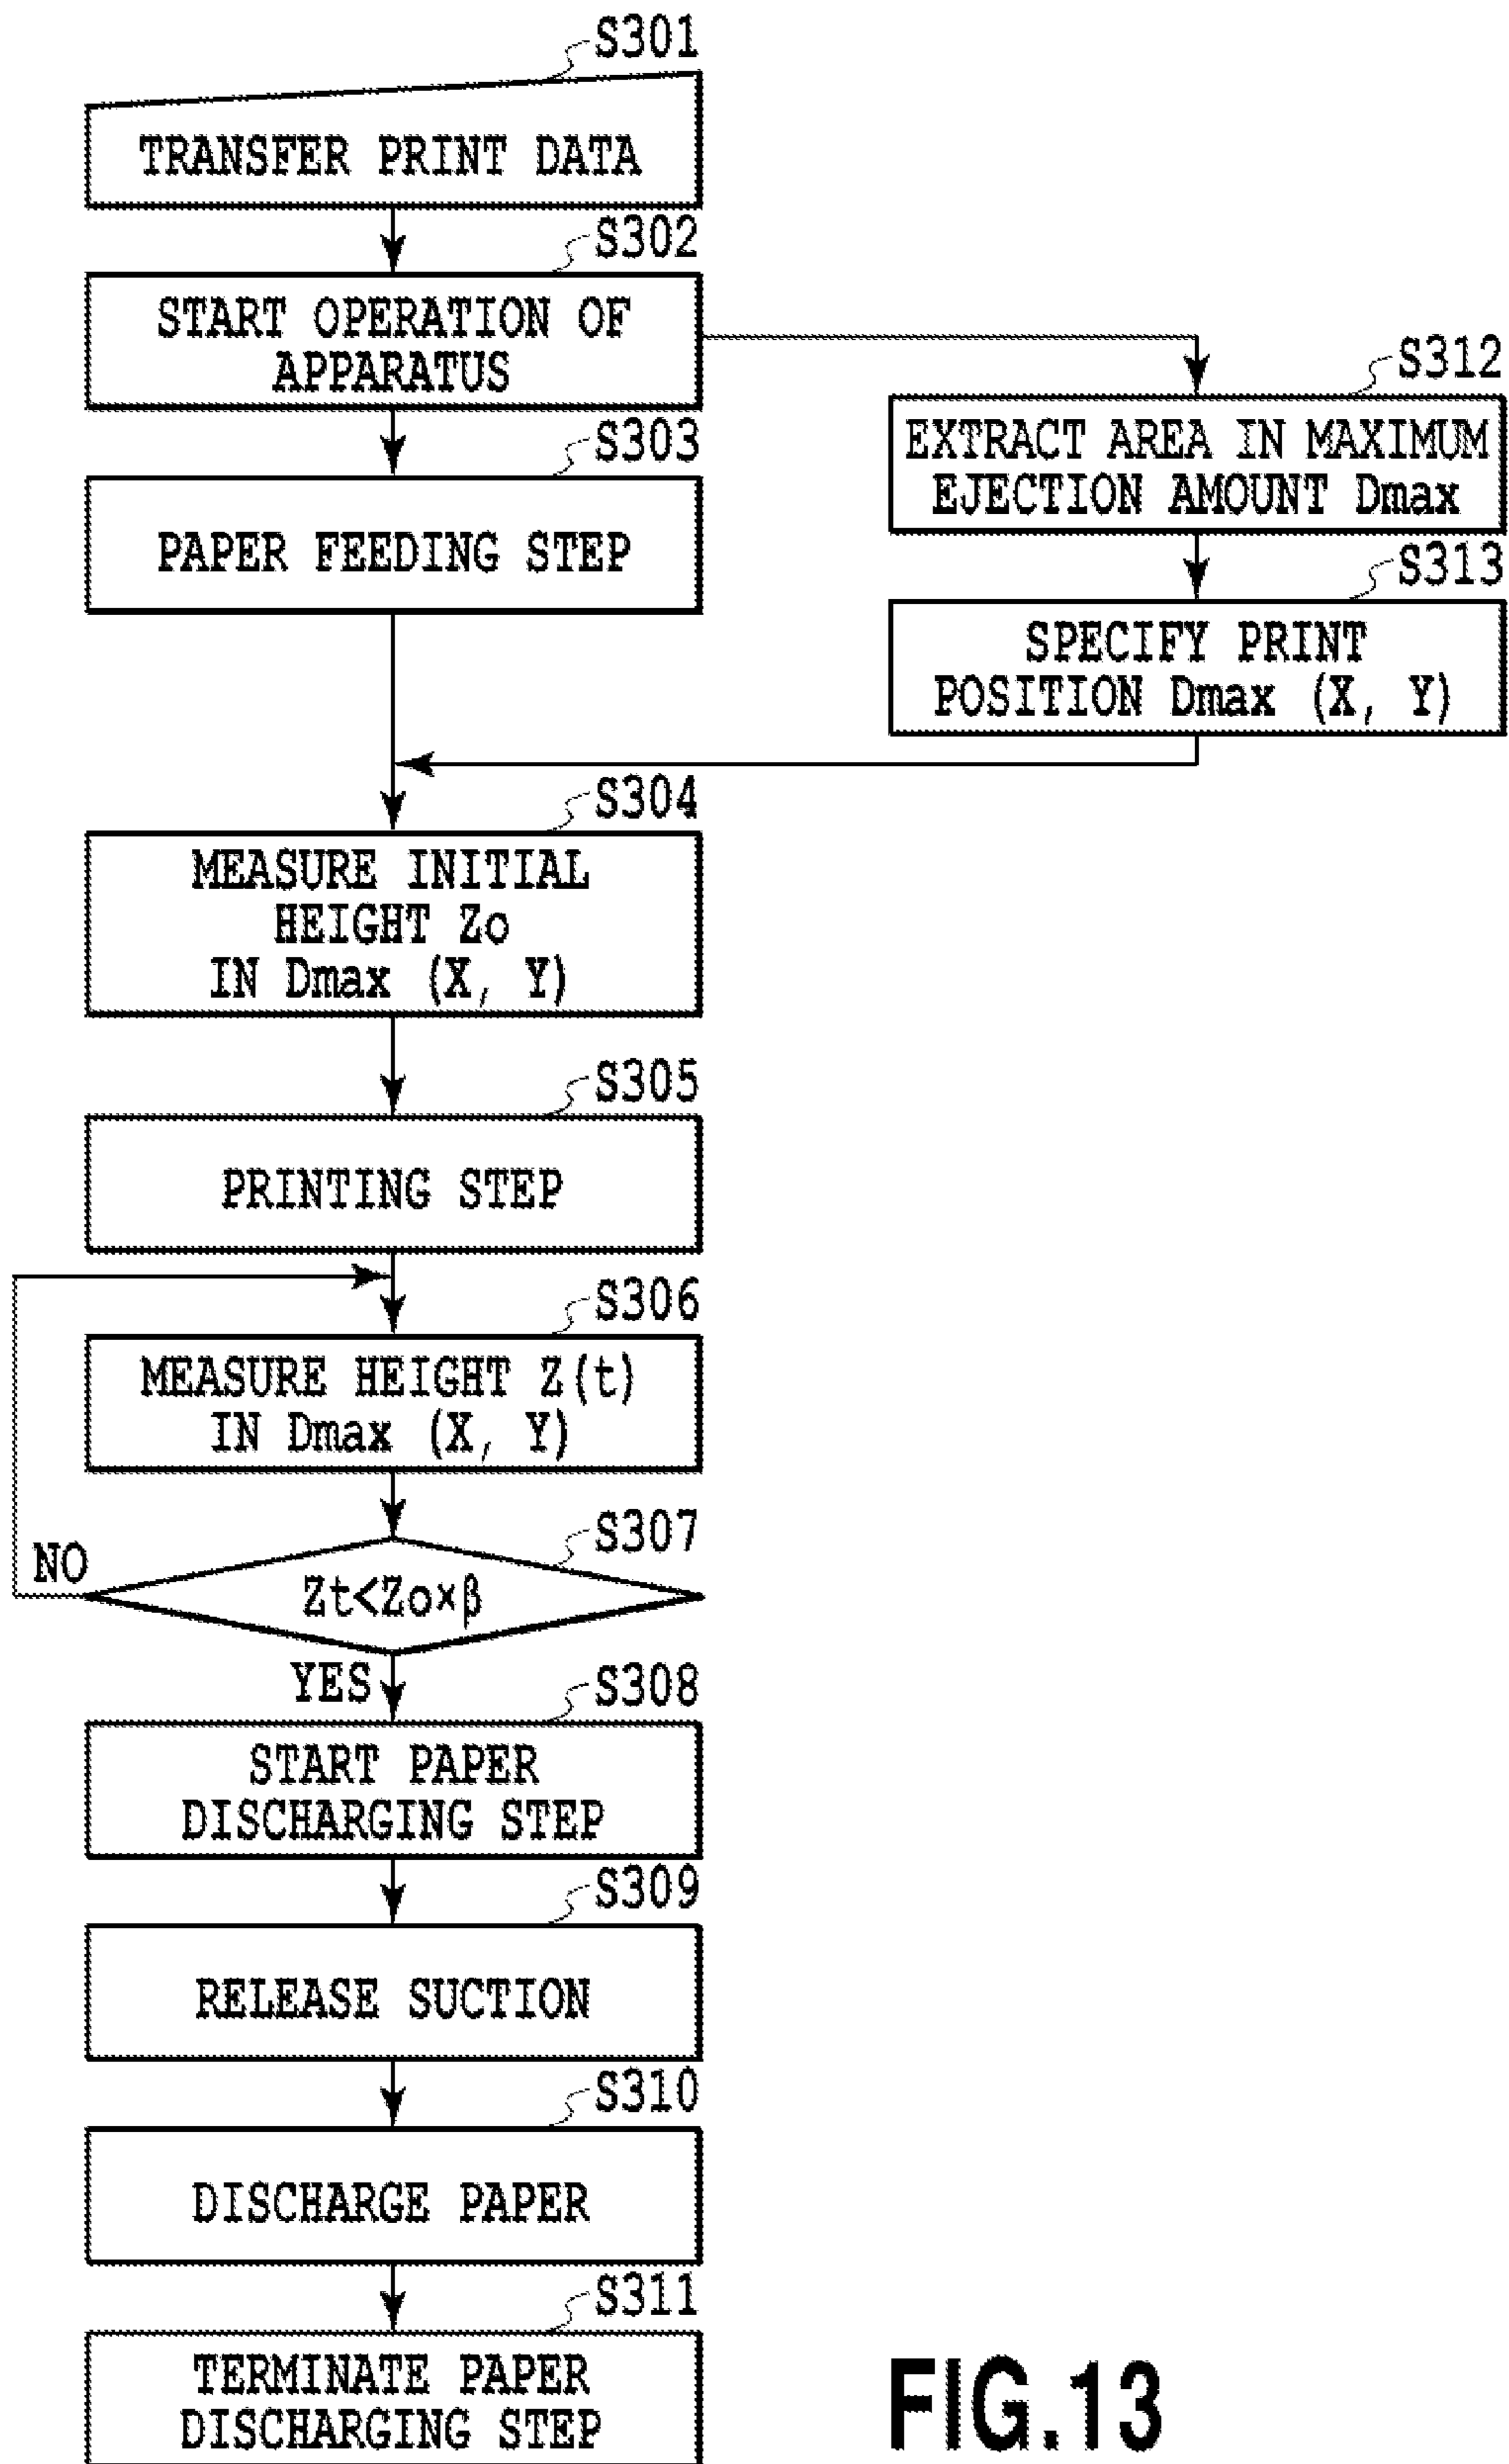 S301
TRANSFER PRINT DATA
S302
START OPERATION OF
APPARATUS
S303
PAPER FEEDING STEP
S312
EXTRACT AREA IN MAXIMUM
EJECTION AMOUNT Dmax
S313
SPECIFY PRINT
POSITION Dmax (X, Y)
S304
MEASURE INITIAL
HEIGHT Zo
IN Dmax (X, Y)
S305
PRINTING STEP
S306
MEASURE HEIGHT Z(t)
IN Dmax (X, Y)
S307
NO
Zt<Zo×β
YES
S308
START PAPER
DISCHARGING STEP
S309
RELEASE SUCTION
S310
DISCHARGE PAPER
S311
TERMINATE PAPER
DISCHARGING STEP
FIG.13